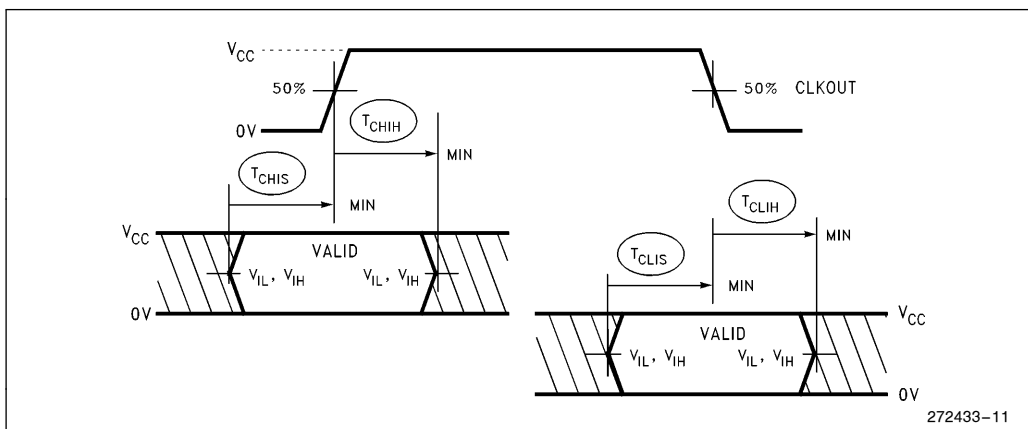 V_CC
50%
50% CLKOUT
T_CHIH
0V
MIN
T_CHIS
MIN
T_CLIH
V_CC
VALID
MIN
T_CLIS
V_IL, V_IH V_IL, V_IH
MIN
0V
V_CC
VALID
V_IL, V_IH V_IL, V_IH
0V
272433–11